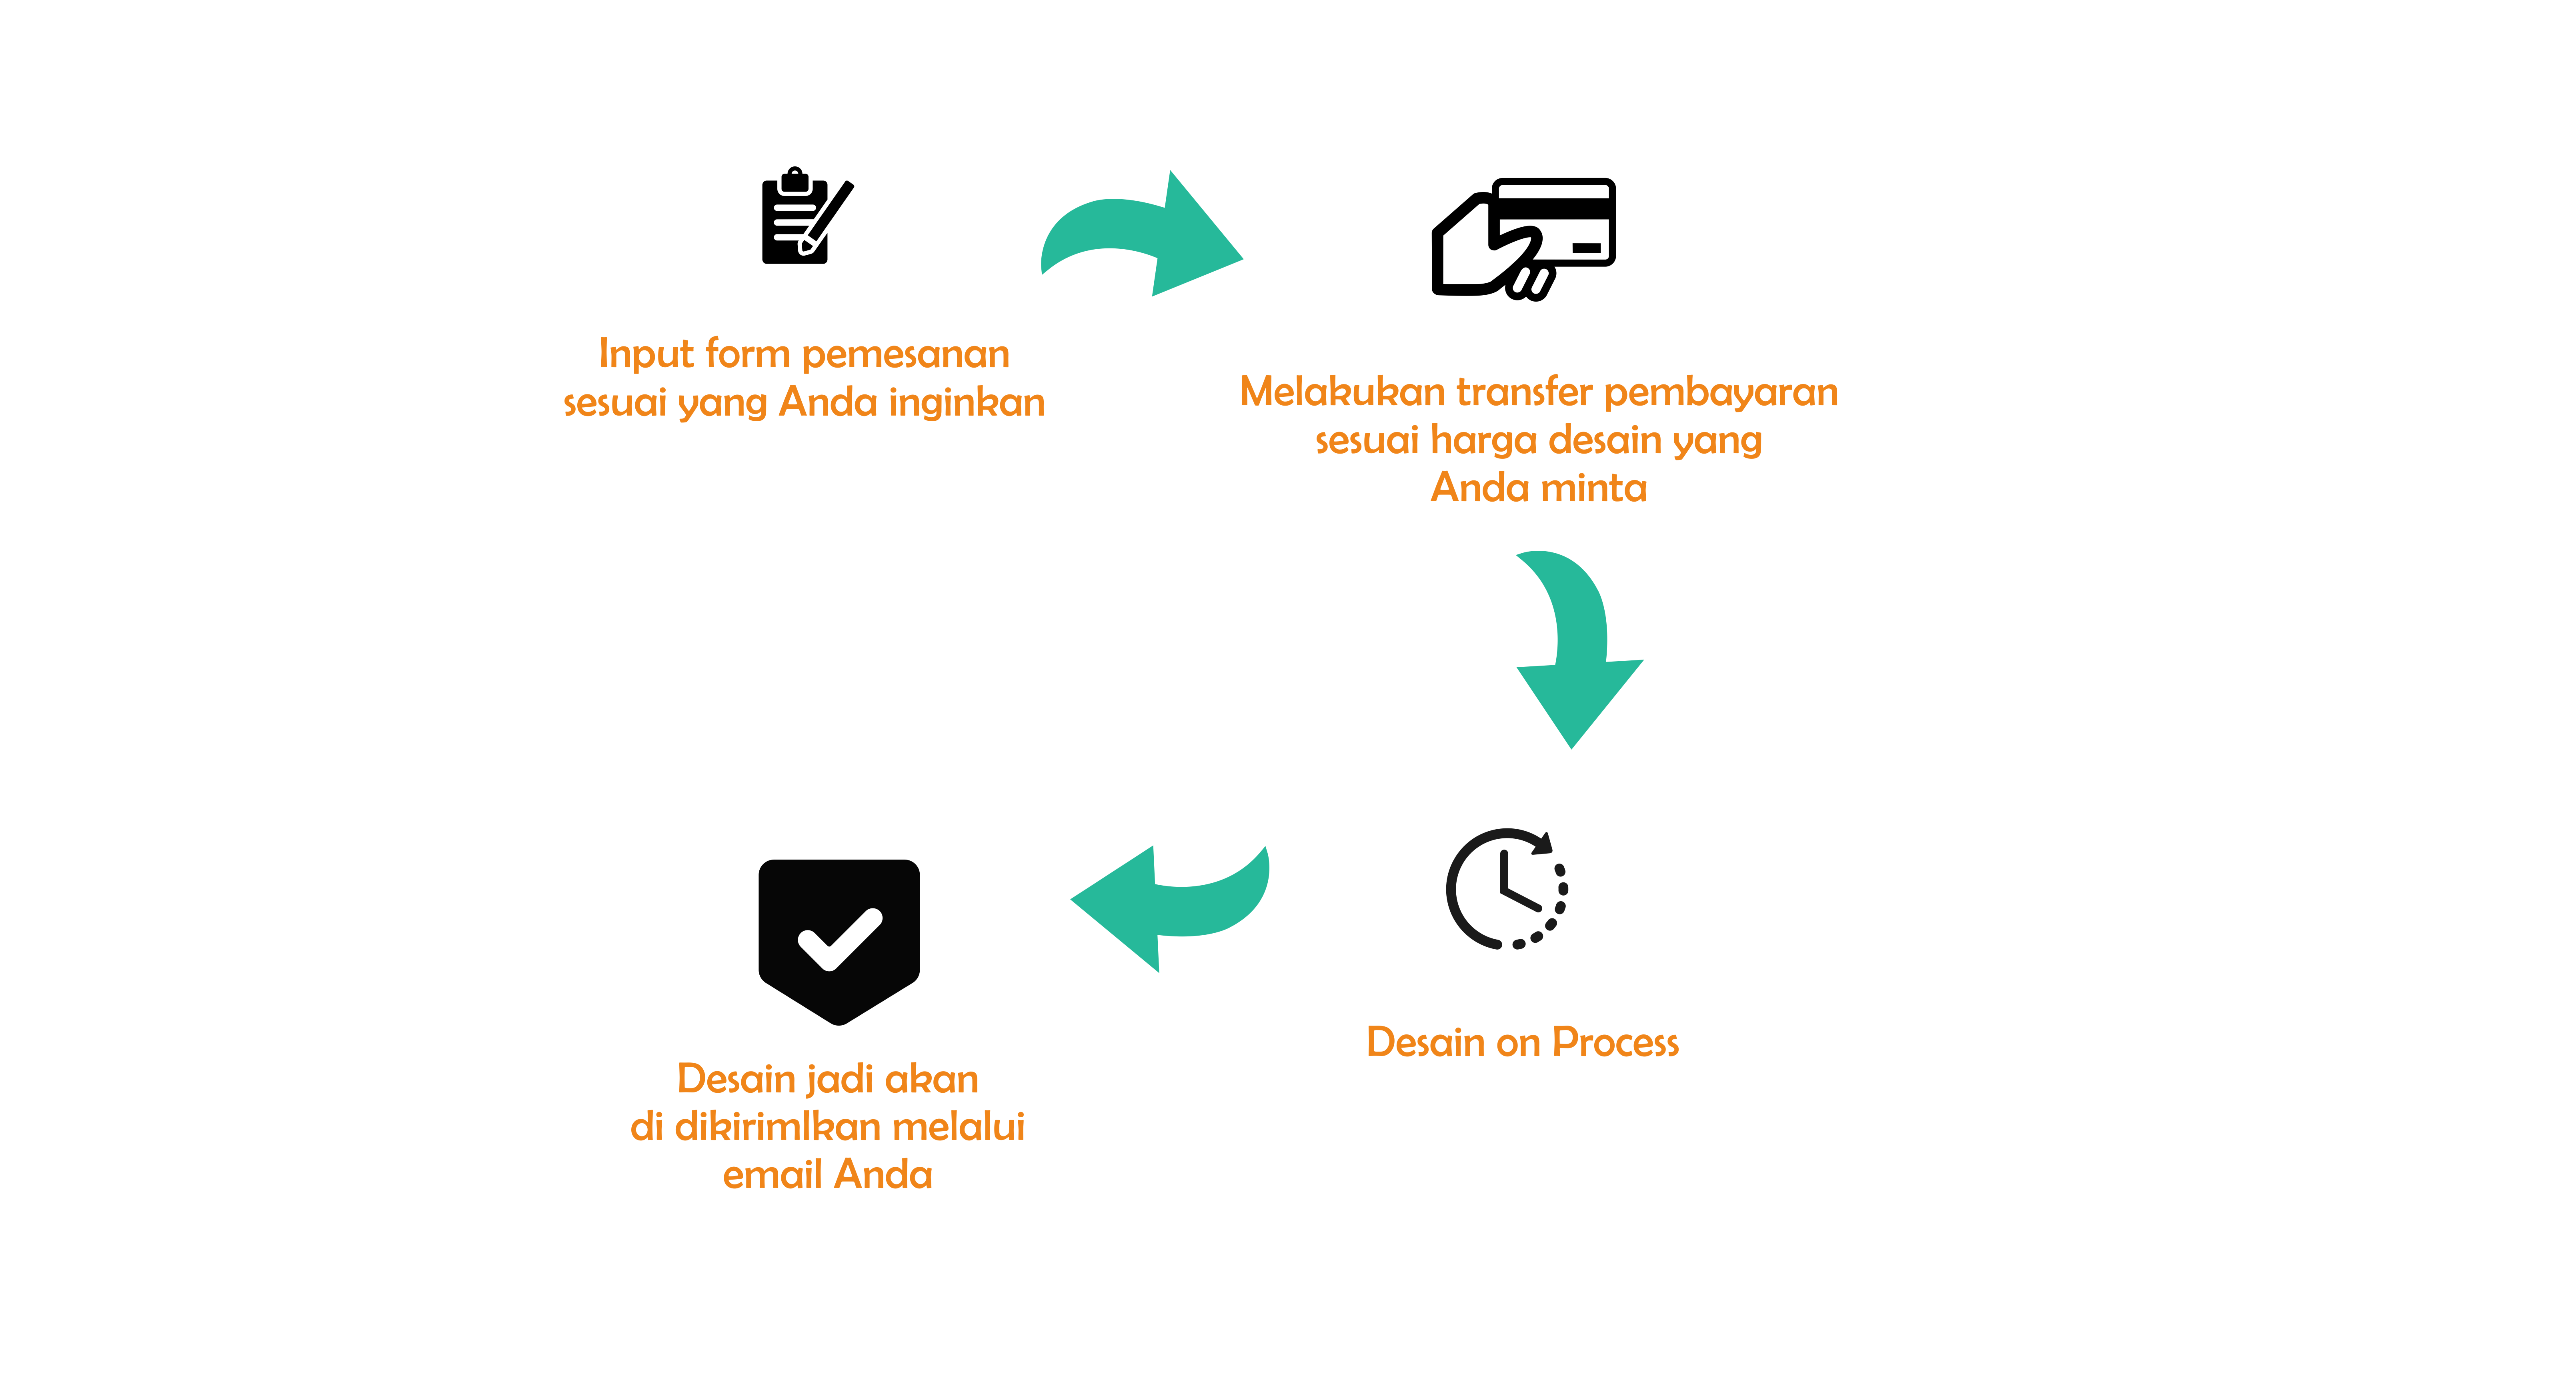 Input form pemesanan
sesuai yang Anda inginkan
Melakukan transfer pembayaran
sesuai harga desain yang
Anda minta
Desain on Process
Desain jadi akan
di dikirimlkan melalui
email Anda